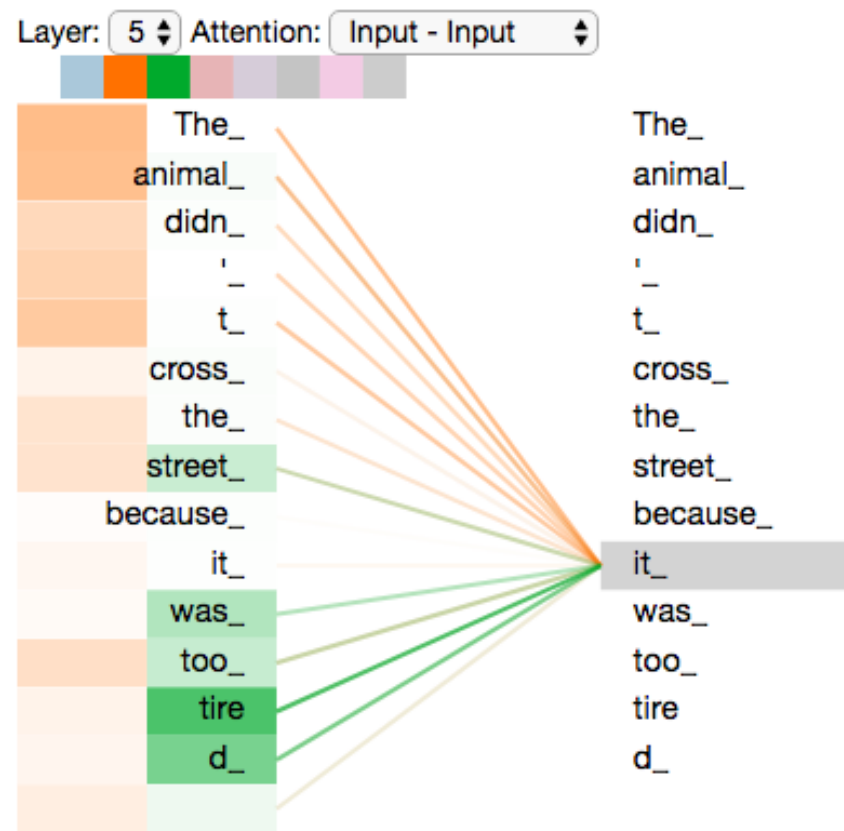 Layer: 5 Attention: Input - Input
The_ The_
animal_ animal_
didn_ didn_
'_ '_
t_ t_
cross_ cross_
the_ the_
street_ street_
because_ because_
it_ it_
was_ was_
too_ too_
tire tire
d_ d_